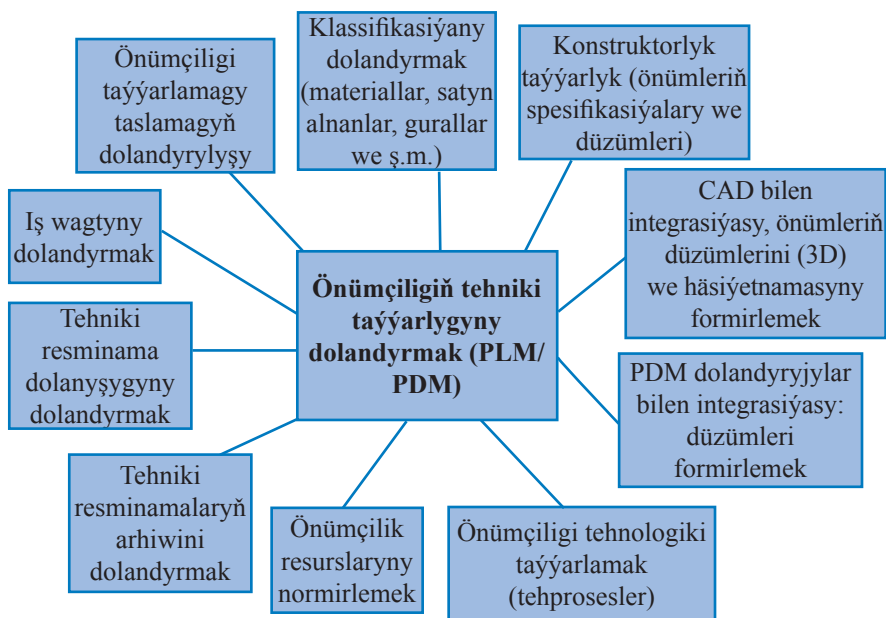 Önümçiligi
taýýarlamagy
taslamagyň
dolandyrylyşy
Klassifikasiýany
dolandyrmak
(materiallar, satyn
alnanlar, gurallar
we ş.m.)
Konstruktorlyk
taýýarlyk (önümleriň
spesifikasiýalary we
düzümleri)
Iş wagtyny
dolandyrmak
CAD bilen
integrasiýasy, önümleriň
düzümlerini (3D)
we häsiýetnamasyny
formirlemek
Önümçiligiň tehniki
taýýarlygyny
dolandyrmak (PLM/
PDM)
Tehniki
resminama
dolanyşygyny
dolandyrmak
PDM dolandyryjylar
bilen integrasiýasy:
düzümleri
formirlemek
Tehniki
resminamalaryň
arhiwini
dolandyrmak
Önümçilik
resurslaryny
normirlemek
Önümçiligi tehnologiki
taýýarlamak
(tehprosesler)